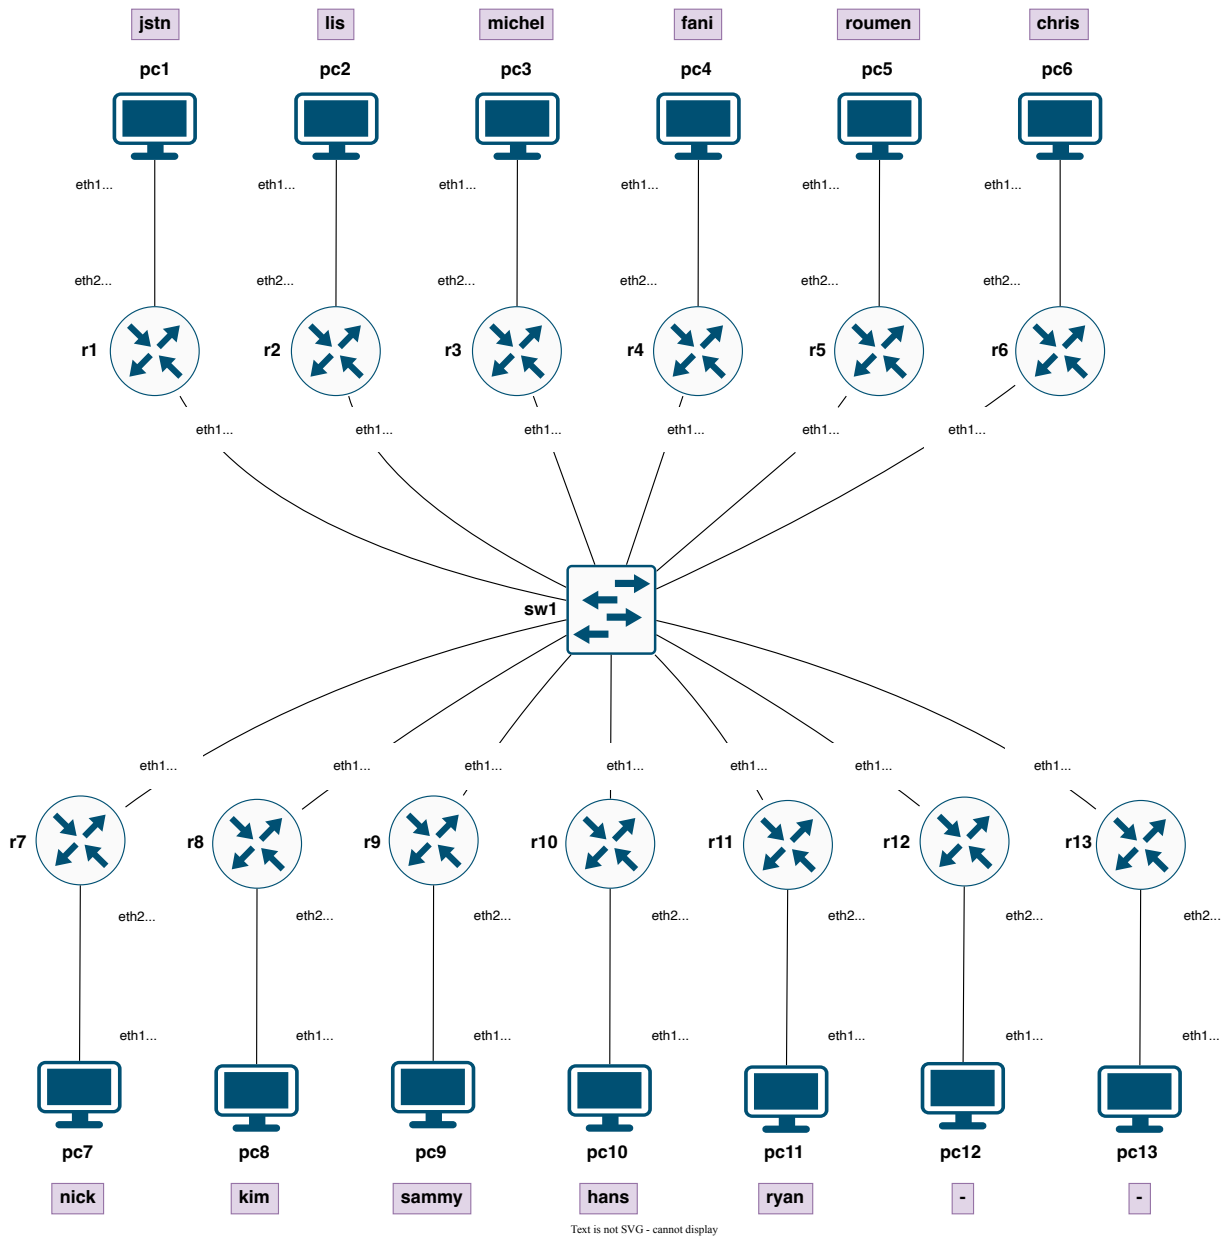 jstn lis michel fani roumen chris
pc1 pc2 pc3 pc4 pc5 pc6
eth1... eth1... eth1... eth1... eth1... eth1...
eth2... eth2... eth2... eth2... eth2... eth2...
r1 r2 r3 r4 r5 r6
eth1... eth1... eth1... eth1... eth1... eth1...
sw1
eth1... eth1... eth1... eth1... eth1... eth1... eth1...
r7 r8 r9 r10 r11 r12 r13
eth2... eth2... eth2... eth2... eth2... eth2... eth2...
eth1... eth1... eth1... eth1... eth1... eth1... eth1...
pc7 pc8 pc9 pc10 pc11 pc12 pc13
nick kim sammy hans ryan - -
Text is not SVG - cannot display